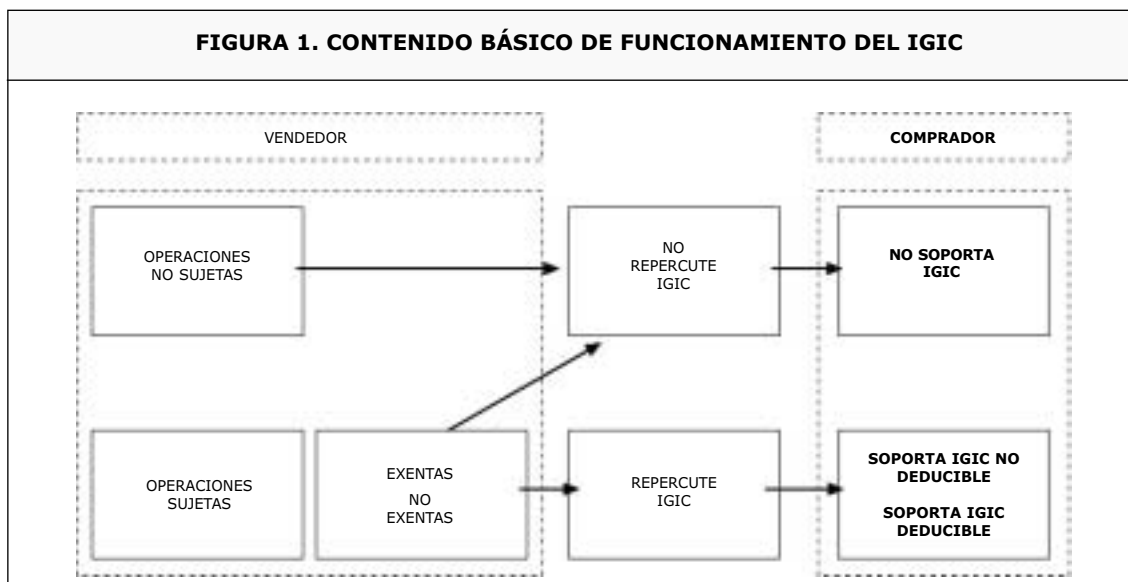 FIGURA 1. CONTENIDO BÁSICO DE FUNCIONAMIENTO DEL IGIC
VENDEDOR
COMPRADOR
OPERACIONES
NO SUJETAS
NO
REPERCUTE
IGIC
NO SOPORTA
IGIC
OPERACIONES
SUJETAS
EXENTAS
NO
EXENTAS
REPERCUTE
IGIC
SOPORTA IGIC NO
DEDUCIBLE
SOPORTA IGIC
DEDUCIBLE